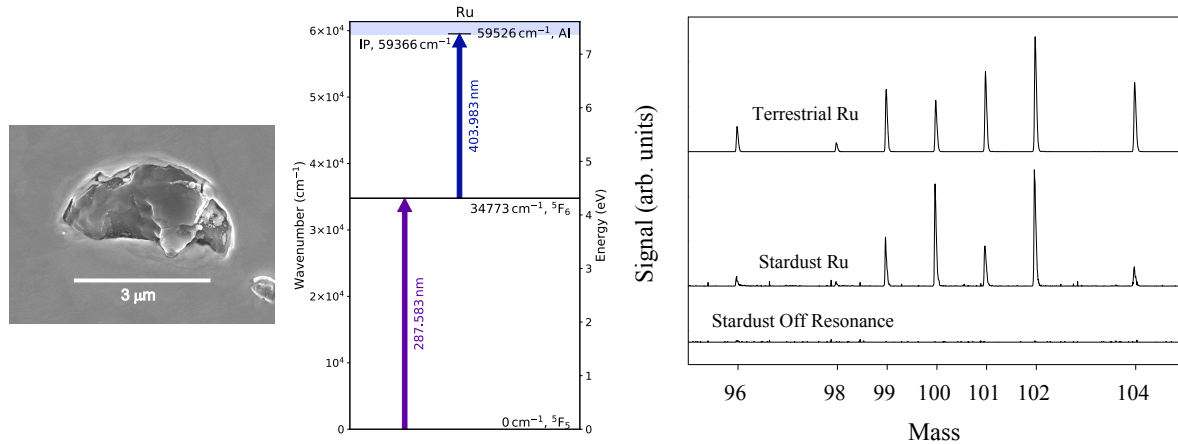 3 μm
Ru
Wavenumber (cm⁻¹)
6×10⁴
5×10⁴
4×10⁴
3×10⁴
2×10⁴
10⁴
0
59526 cm⁻¹, AI
IP, 59366 cm⁻¹
403.983 nm
34773 cm⁻¹, ⁵F₆
287.583 nm
0 cm⁻¹, ⁵F₅
7
6
5
4
3
2
1
0
Energy (eV)
Signal (arb. units)
Terrestrial Ru
Stardust Ru
Stardust Off Resonance
96 98 99 100 101 102 104
Mass